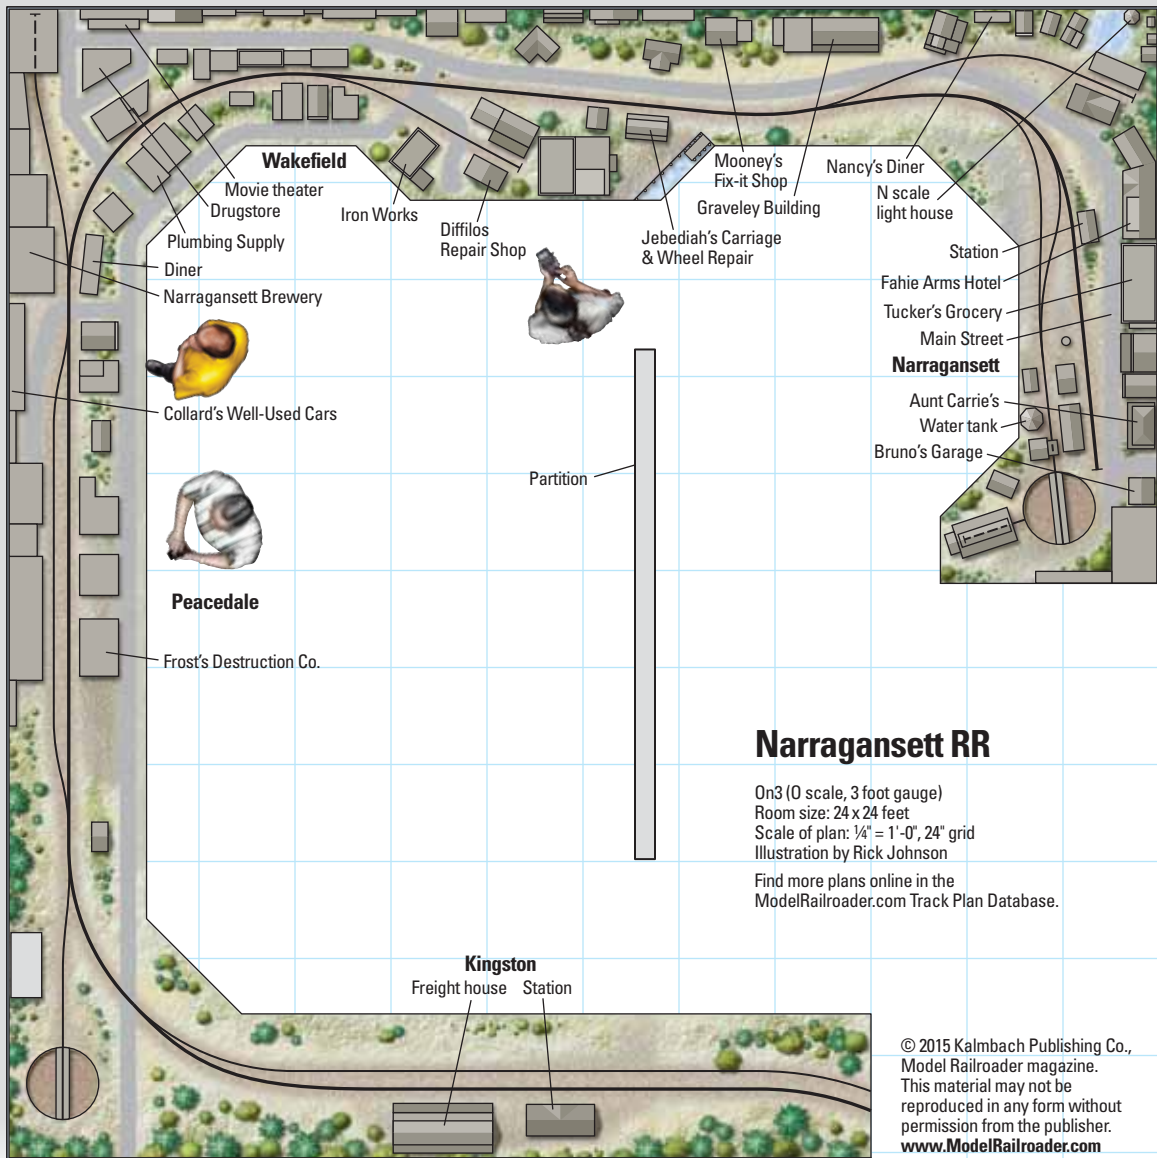 Wakefield
Movie theater
Drugstore
Plumbing Supply
Diner
Narragansett Brewery
Iron Works
Diffilos
Repair Shop
Jebediah's Carriage
& Wheel Repair
Mooney's
Fix-it Shop
Graveley Building
Nancy's Diner
N scale
light house
Station
Fahie Arms Hotel
Tucker's Grocery
Main Street
Narragansett
Aunt Carrie's
Water tank
Bruno's Garage
Collard's Well-Used Cars
Partition
Peacedale
Frost's Destruction Co.
Narragansett RR
On3 (O scale, 3 foot gauge)
Room size: 24 x 24 feet
Scale of plan: ¼" = 1'-0", 24" grid
Illustration by Rick Johnson
Find more plans online in the
ModelRailroader.com Track Plan Database.
Kingston
Freight house
Station
© 2015 Kalmbach Publishing Co.,
Model Railroader magazine.
This material may not be
reproduced in any form without
permission from the publisher.
www.ModelRailroader.com